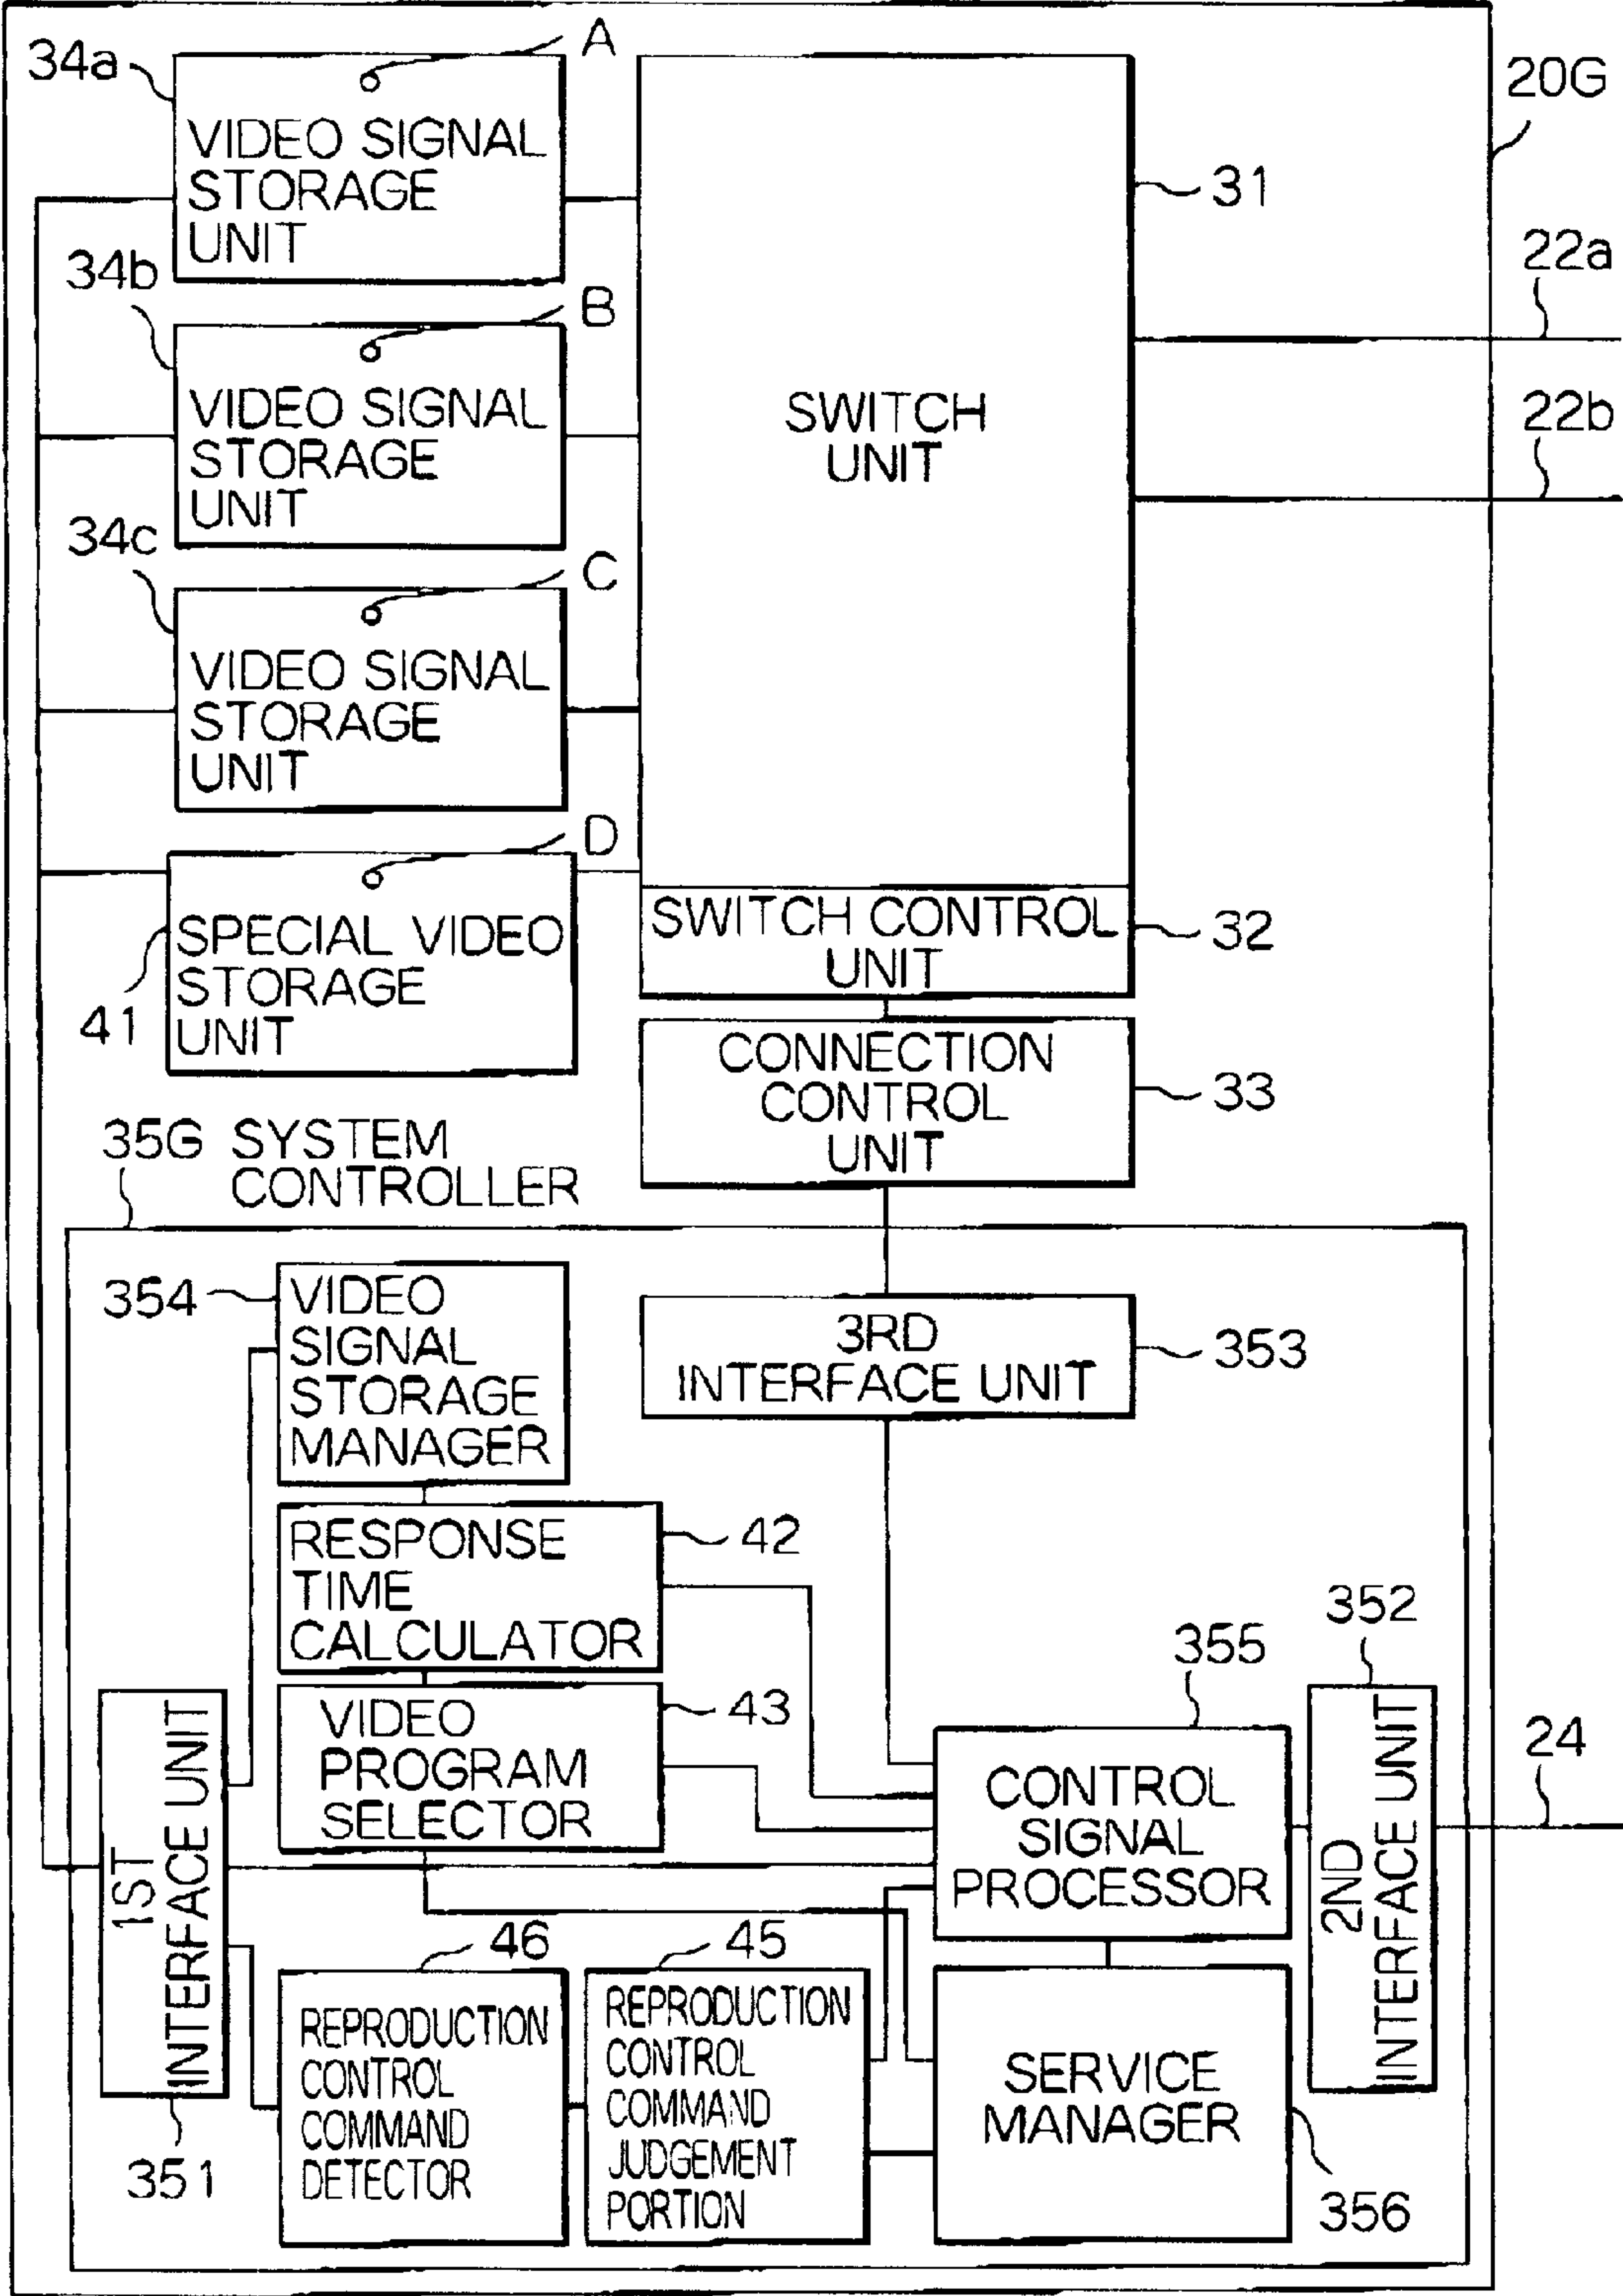 34a
A
VIDEO SIGNAL
STORAGE
UNIT
20G
31
22a
34b
B
VIDEO SIGNAL
STORAGE
UNIT
SWITCH
UNIT
22b
34c
C
VIDEO SIGNAL
STORAGE
UNIT
D
SPECIAL VIDEO
STORAGE
UNIT
41
SWITCH CONTROL
UNIT
32
CONNECTION
CONTROL
UNIT
33
35G SYSTEM
CONTROLLER
354
VIDEO
SIGNAL
STORAGE
MANAGER
3RD
INTERFACE UNIT
353
RESPONSE
TIME
CALCULATOR
42
VIDEO
PROGRAM
SELECTOR
43
355
352
CONTROL
SIGNAL
PROCESSOR
2ND
INTERFACE UNIT
24
1ST
INTERFACE UNIT
351
46
REPRODUCTION
CONTROL
COMMAND
DETECTOR
45
REPRODUCTION
CONTROL
COMMAND
JUDGEMENT
PORTION
SERVICE
MANAGER
356